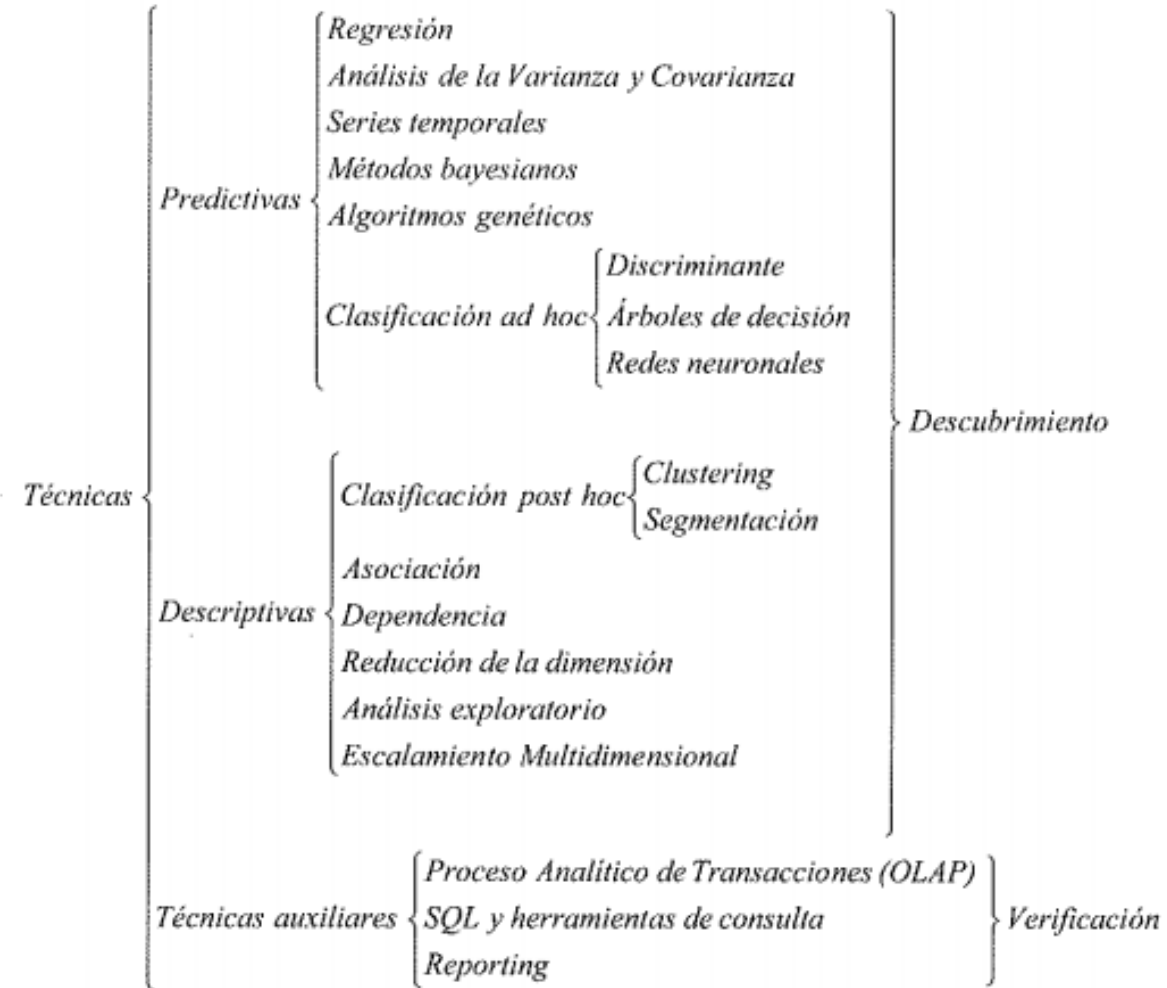 Regresión
Análisis de la Varianza y Covarianza
Series temporales
Métodos bayesianos
Predictivas
Algoritmos genéticos
Discriminante
Clasificación ad hoc
Árboles de decisión
Redes neuronales
Descubrimiento
Técnicas
Clasificación post hoc
Clustering
Segmentación
Asociación
Descriptivas
Dependencia
Reducción de la dimensión
Análisis exploratorio
Escalamiento Multidimensional
Proceso Analítico de Transacciones (OLAP)
Técnicas auxiliares
SQL y herramientas de consulta
Verificación
Reporting